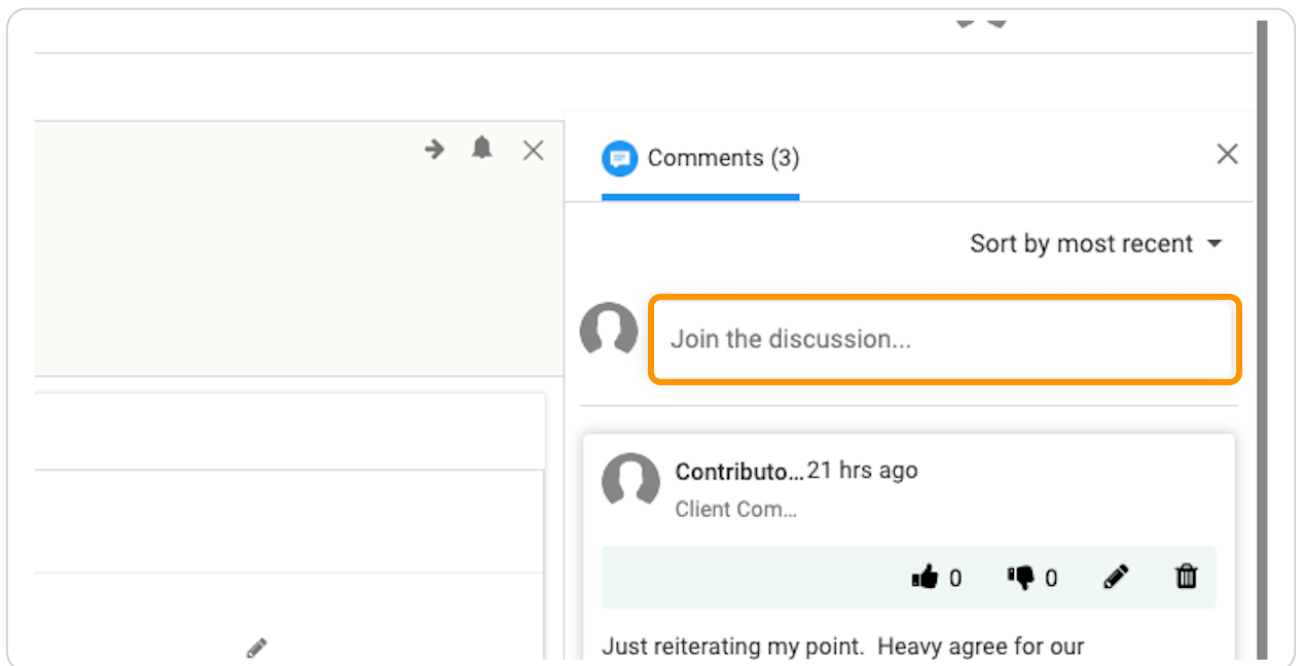 Comments (3)
Sort by most recent
Join the discussion...
Contributo... 21 hrs ago
Client Com...
0 0
Just reiterating my point. Heavy agree for our